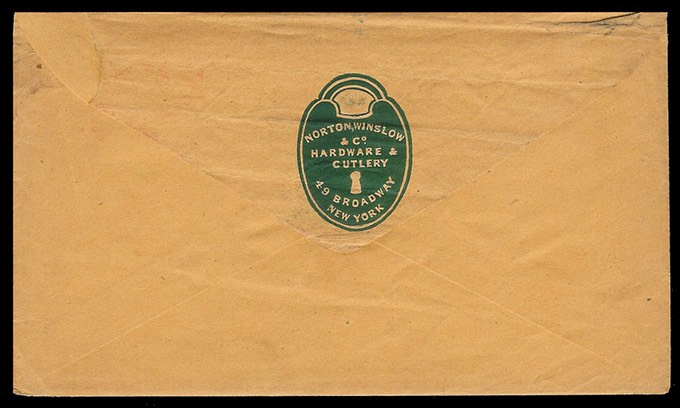 NORTON, WINSLOW
& Cº
HARDWARE &
CUTLERY
49 BROADWAY
NEW YORK